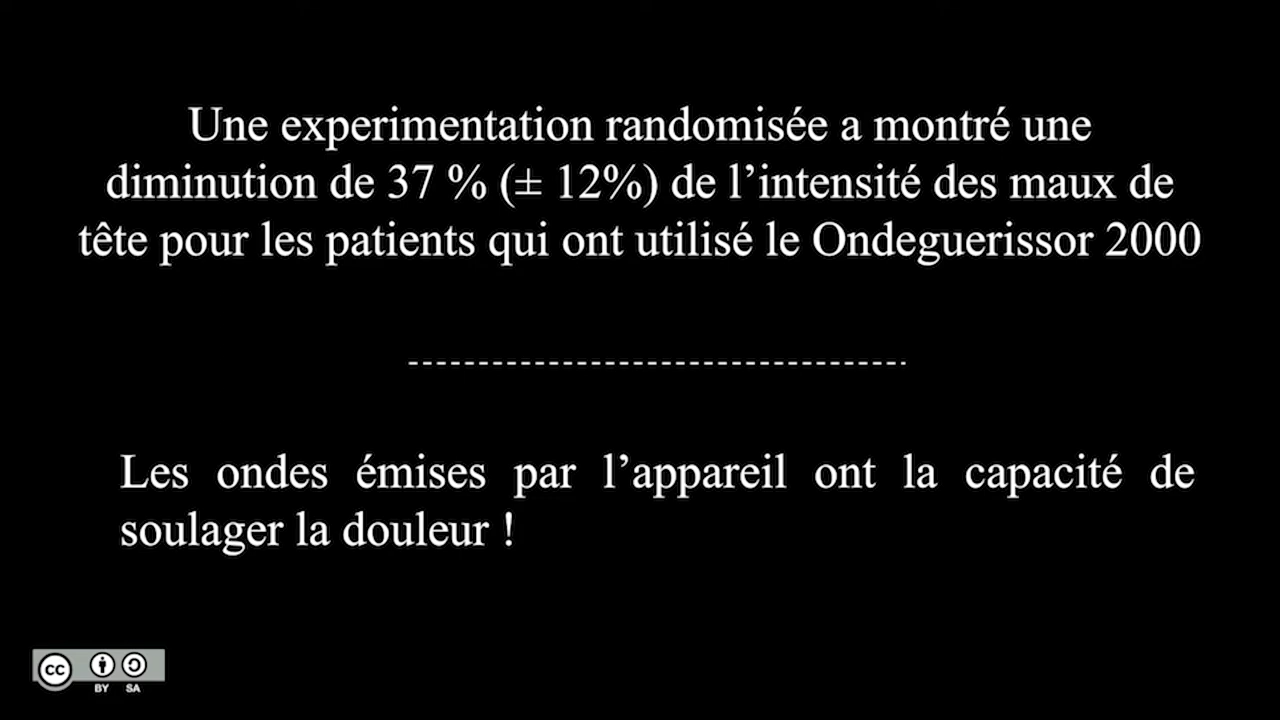 Une experimentation randomisée a montré une
diminution de 37 % (± 12%) de l’intensité des maux de
tête pour les patients qui ont utilisé le Ondeguerissor 2000
------------------------------------
Les ondes émises par l’appareil ont la capacité de
soulager la douleur !
cc
BY SA